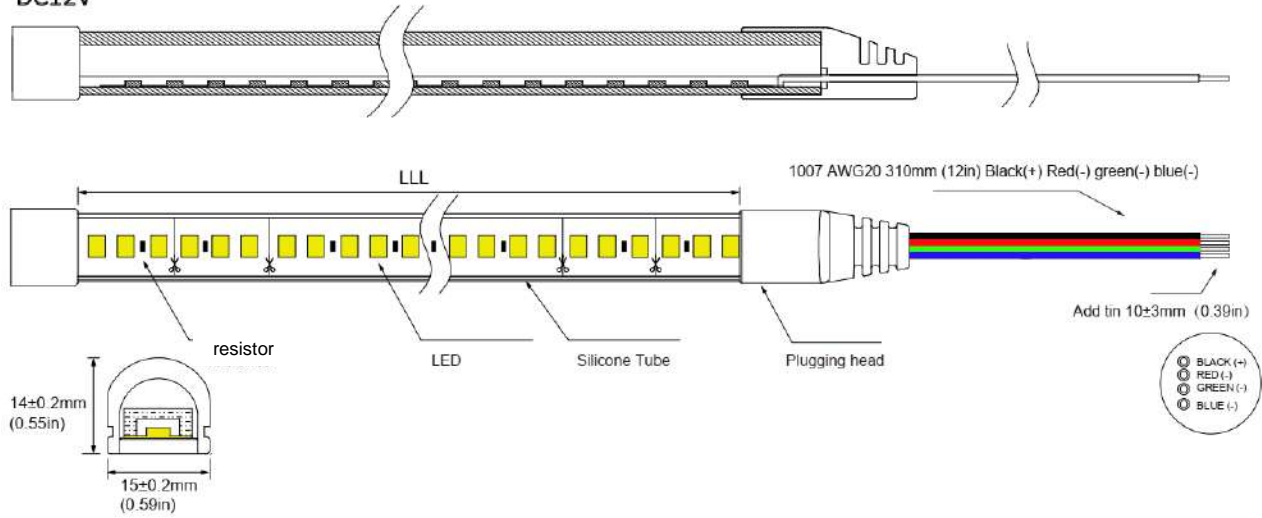 DC12V
LLL
1007 AWG20 310mm (12in) Black(+) Red(-) green(-) blue(-)
Add tin 10±3mm (0.39in)
resistor
LED
Silicone Tube
Plugging head
BLACK (+)
RED (-)
GREEN (-)
BLUE (-)
14±0.2mm
(0.55in)
15±0.2mm
(0.59in)